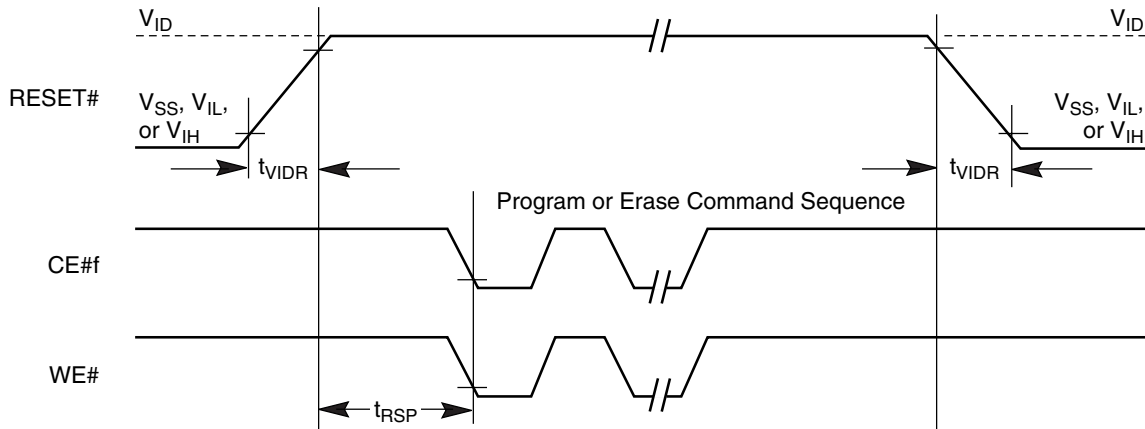 V_ID
V_ID
RESET#
V_SS, V_IL,
or V_IH
V_SS, V_IL,
or V_IH
t_VIDR
t_VIDR
Program or Erase Command Sequence
CE#f
WE#
t_RSP